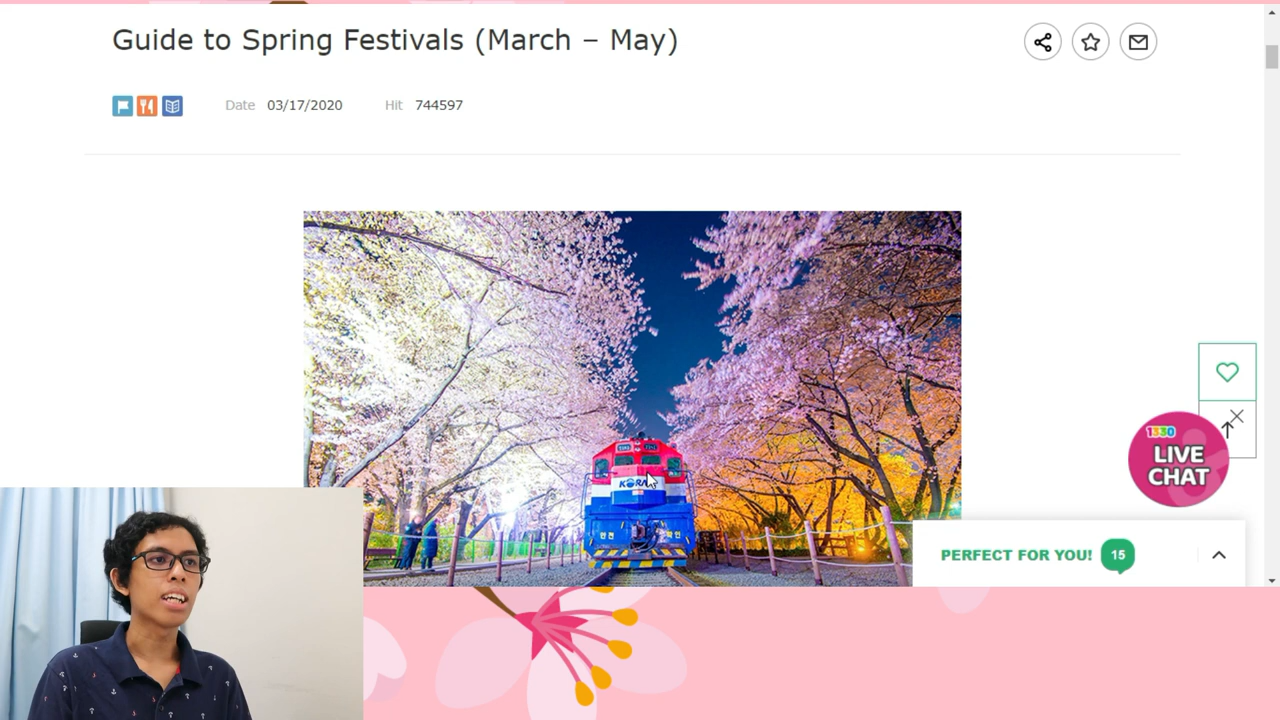 Guide to Spring Festivals (March – May)
Date 03/17/2020 Hit 744597
1330
LIVE
CHAT
PERFECT FOR YOU! 15